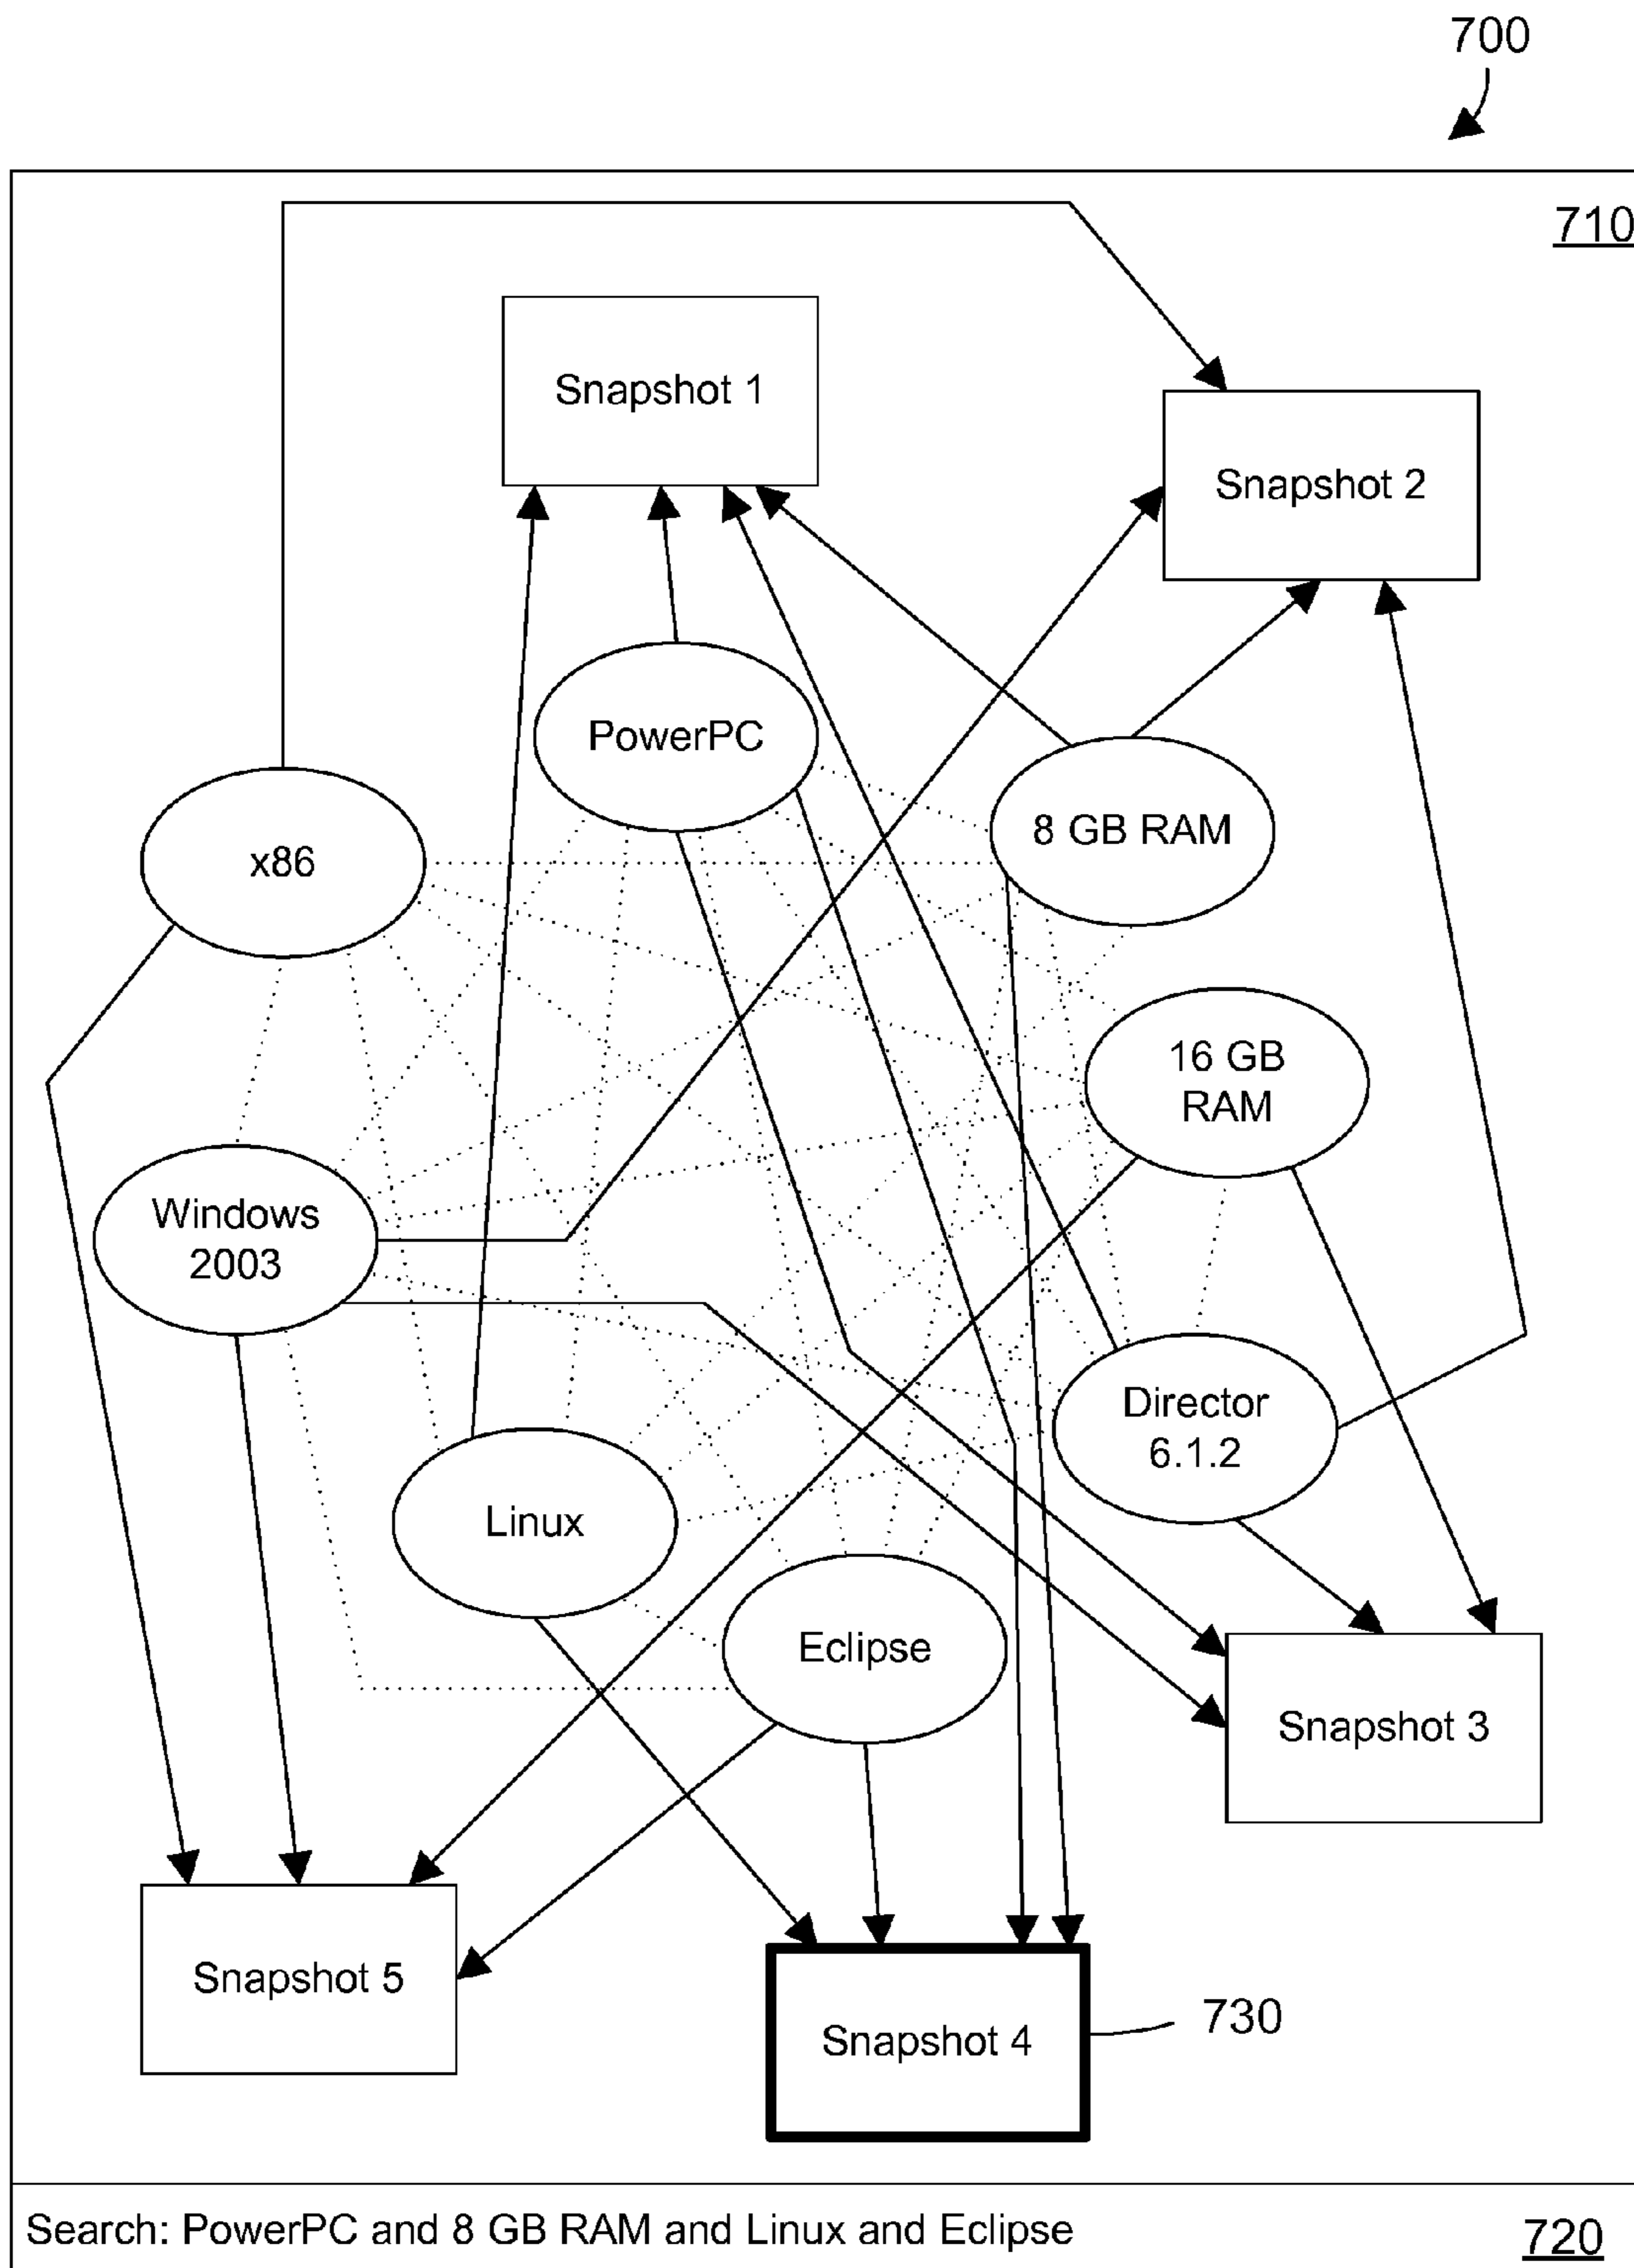 700
710
Snapshot 1
Snapshot 2
PowerPC
8 GB RAM
x86
16 GB
RAM
Windows
2003
Director
6.1.2
Linux
Eclipse
Snapshot 3
Snapshot 5
730
Snapshot 4
Search: PowerPC and 8 GB RAM and Linux and Eclipse
720